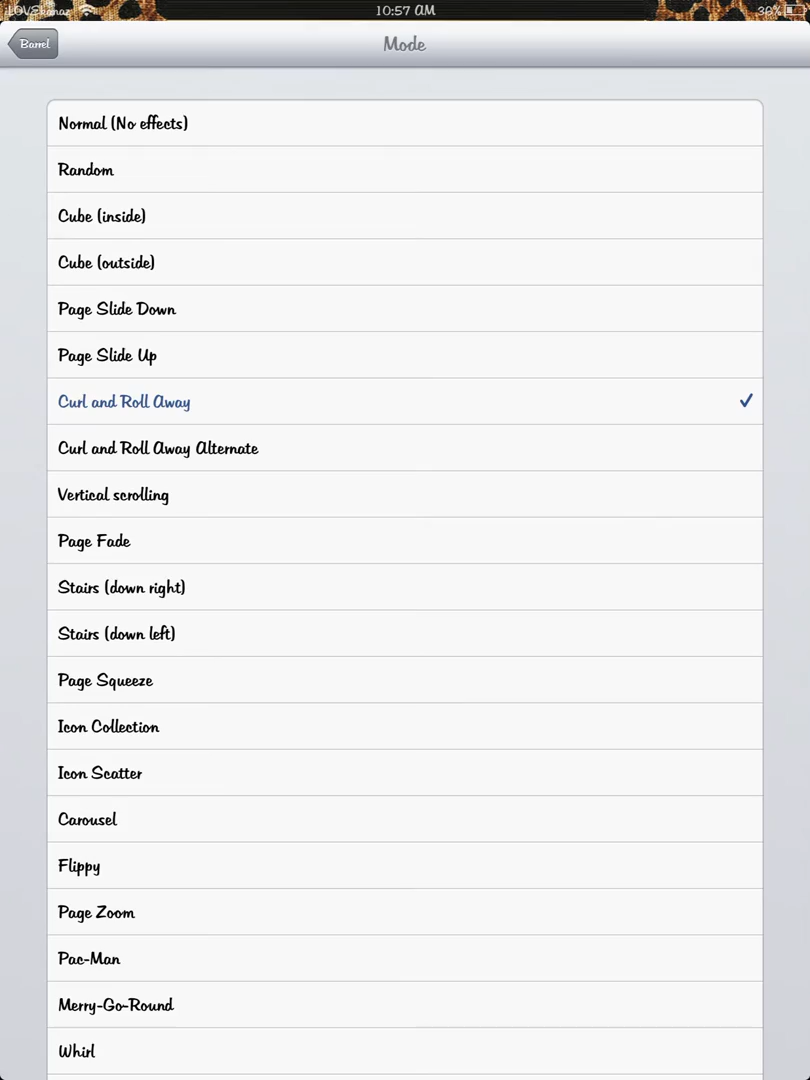 10:57 AM
36%
Barrel
Mode
Normal (No effects)
Random
Cube (inside)
Cube (outside)
Page Slide Down
Page Slide Up
Curl and Roll Away
Curl and Roll Away Alternate
Vertical scrolling
Page Fade
Stairs (down right)
Stairs (down left)
Page Squeeze
Icon Collection
Icon Scatter
Carousel
Flippy
Page Zoom
Pac-Man
Merry-Go-Round
Whirl